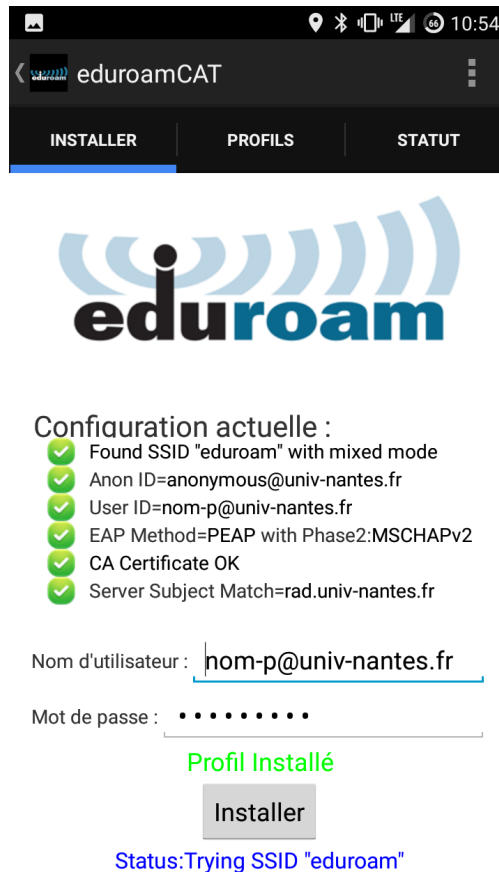 LTE 66 10:54
eduroam eduroamCAT
INSTALLER PROFILS STATUT
eduroam
Configuration actuelle :
Found SSID "eduroam" with mixed mode
Anon ID=anonymous@univ-nantes.fr
User ID=nom-p@univ-nantes.fr
EAP Method=PEAP with Phase2:MSCHAPv2
CA Certificate OK
Server Subject Match=rad.univ-nantes.fr
Nom d'utilisateur : nom-p@univ-nantes.fr
Mot de passe : •••••••••
Profil Installé
Installer
Status:Trying SSID "eduroam"